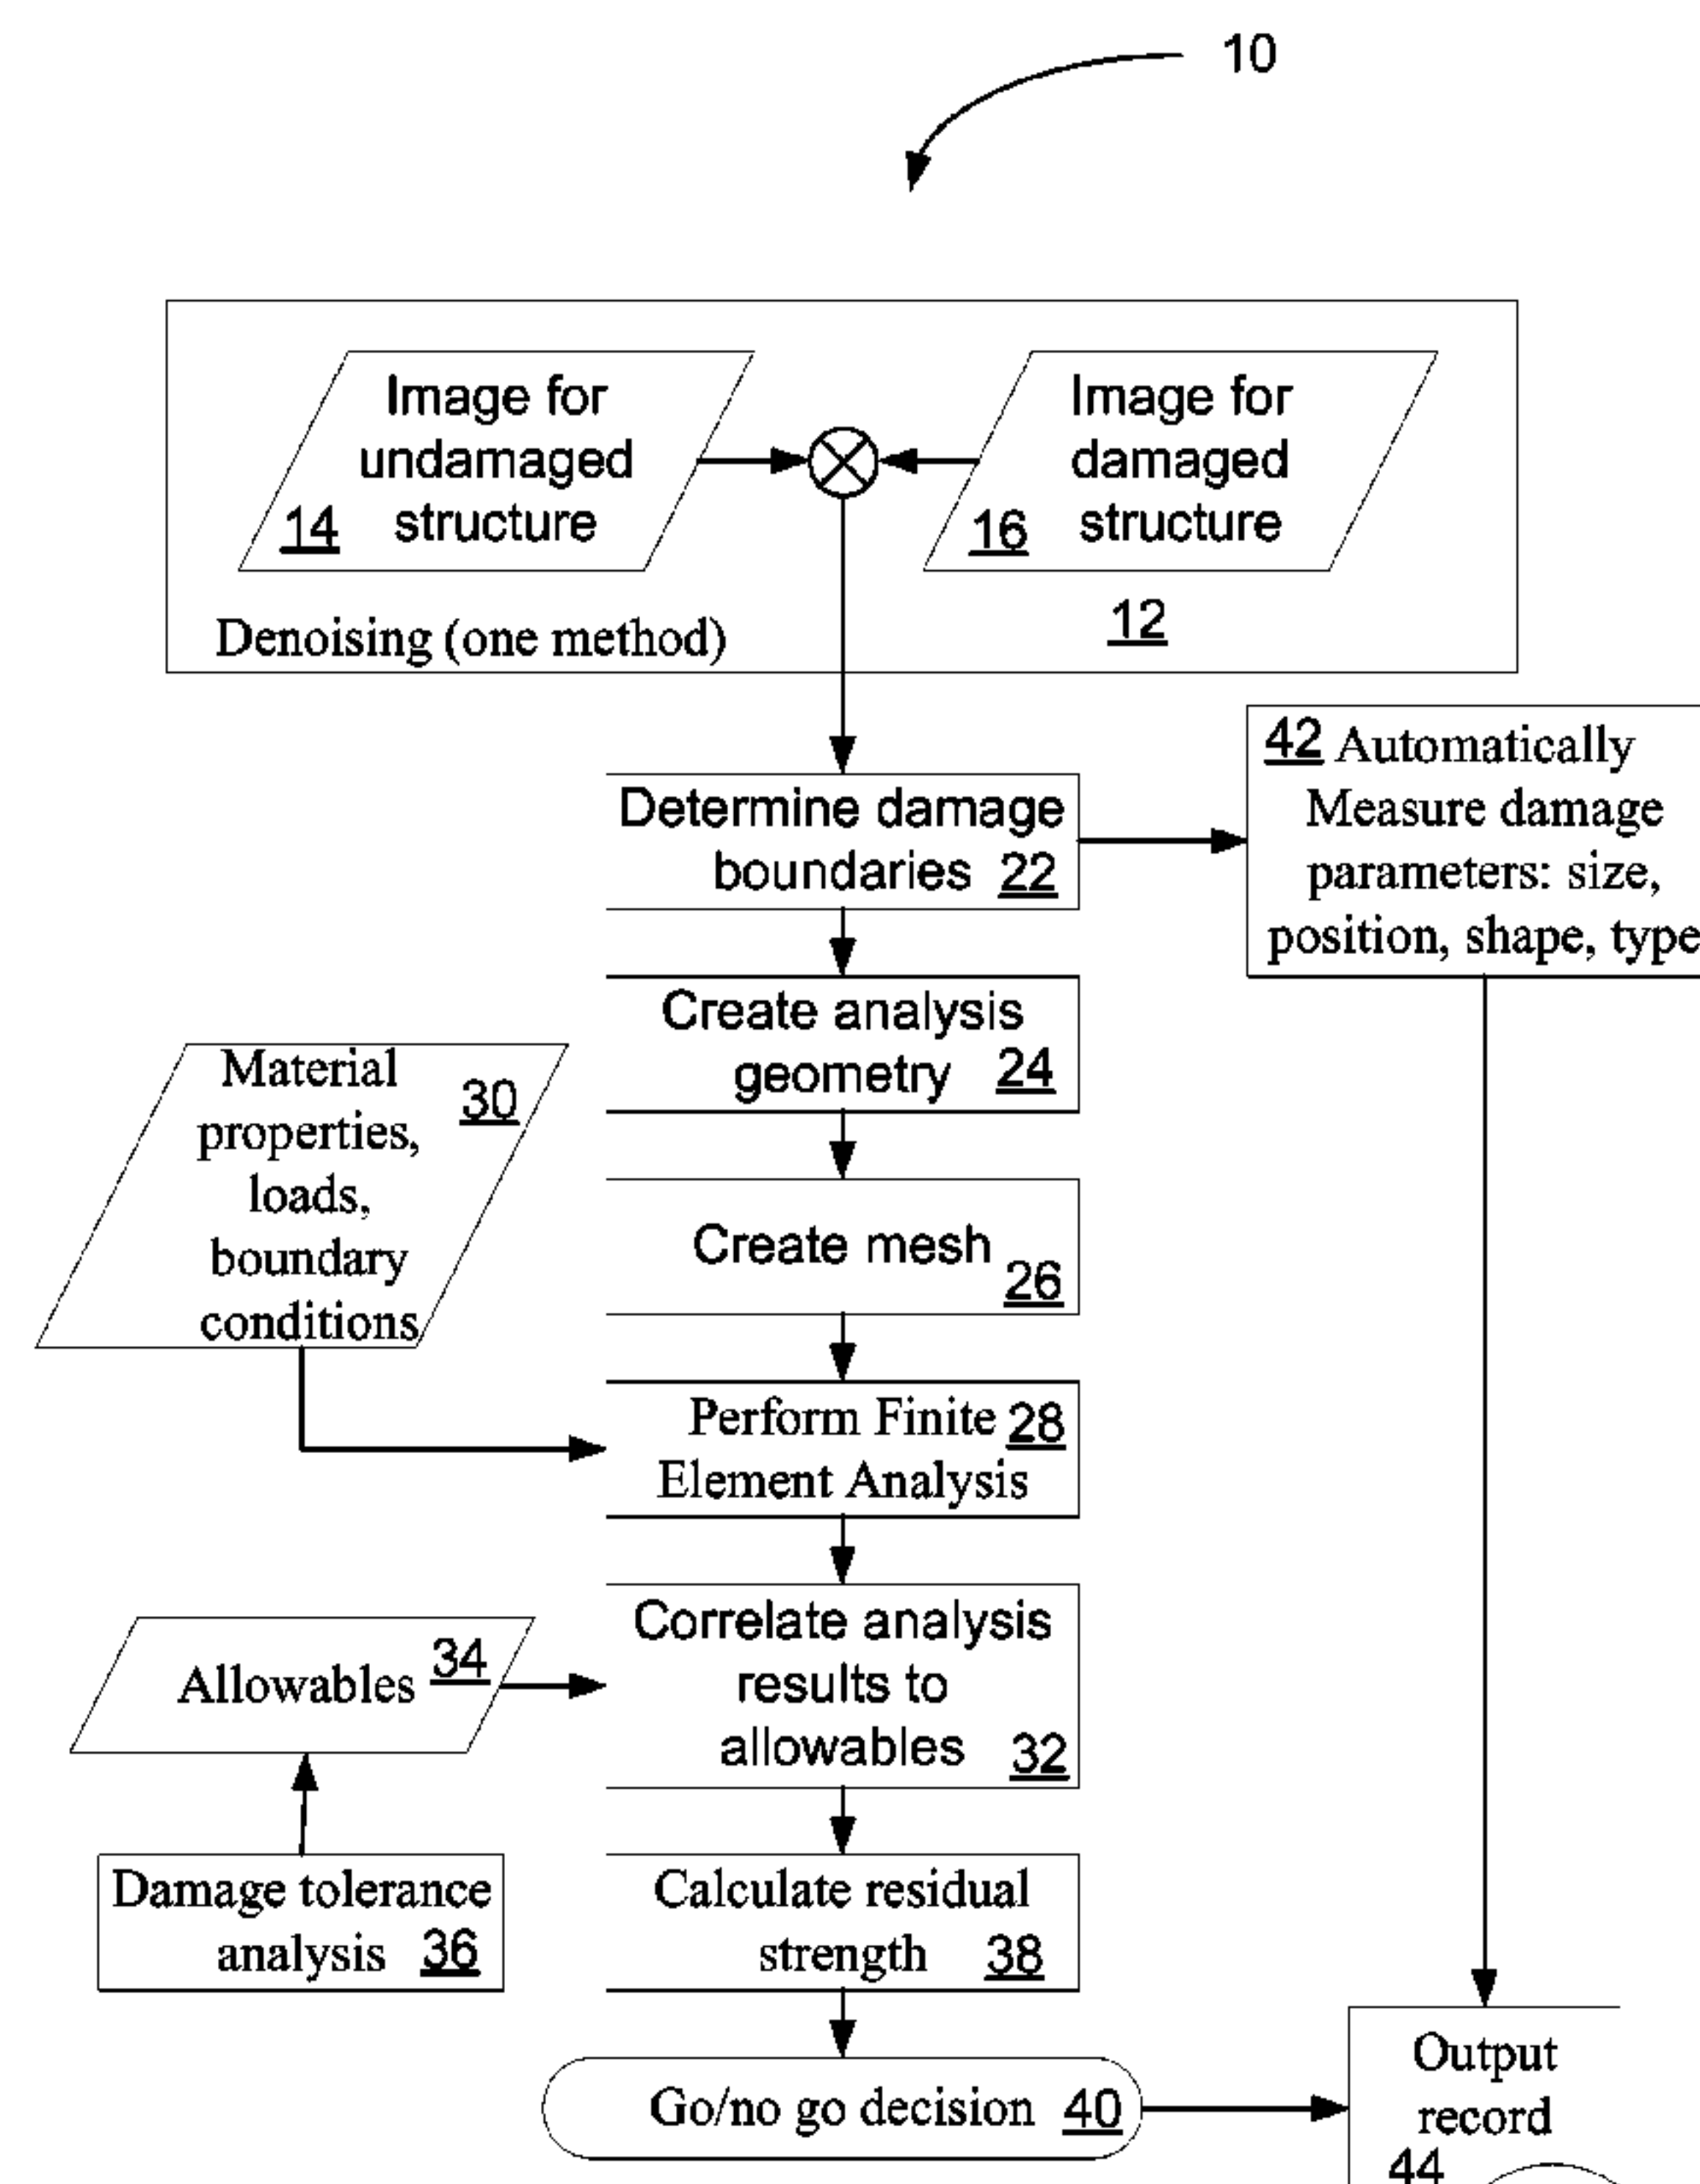 10
Image for
undamaged
structure
14
Image for
damaged
structure
16
Denoising (one method)
12
42 Automatically
Measure damage
parameters: size,
position, shape, type
Determine damage
boundaries 22
Create analysis
geometry 24
Material
properties,
loads,
boundary
conditions
30
Create mesh
26
Perform Finite 28
Element Analysis
Correlate analysis
results to
allowables 32
Allowables 34
Damage tolerance
analysis 36
Calculate residual
strength 38
Go/no go decision 40
Output
record
44